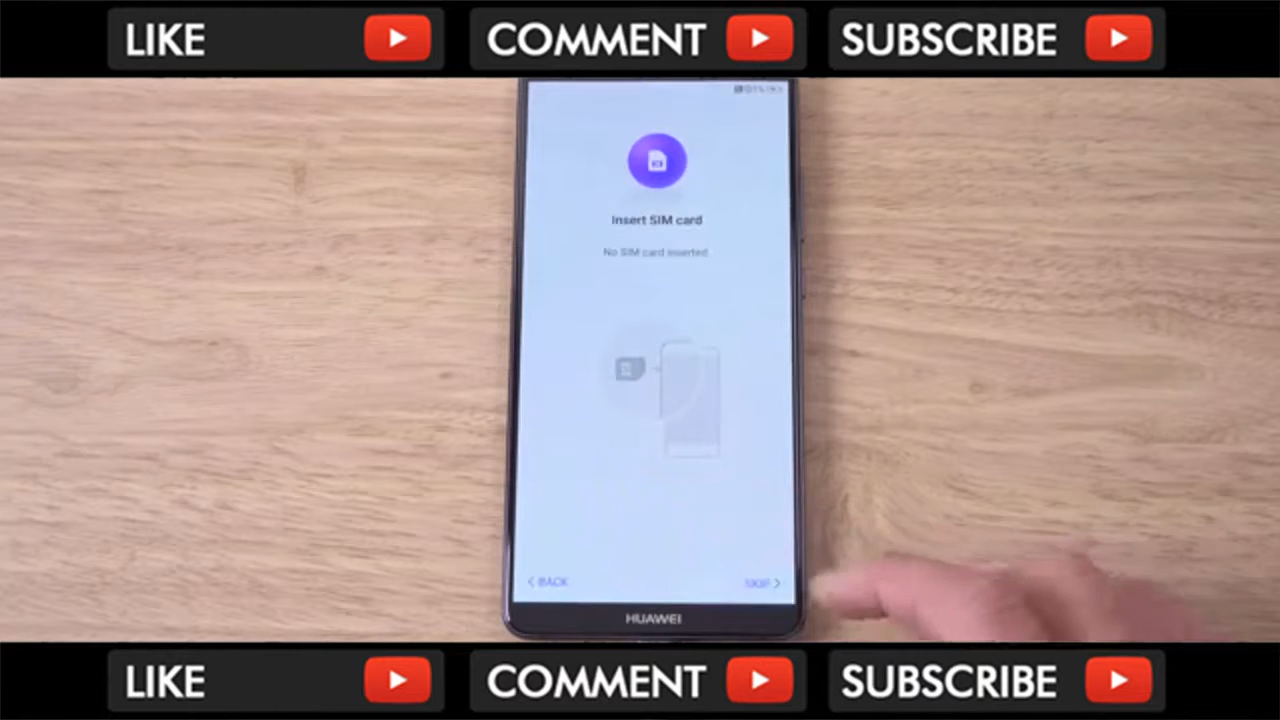 LIKE
COMMENT
SUBSCRIBE
Insert SIM card
No SIM card inserted
BACK
SKIP
HUAWEI
LIKE
COMMENT
SUBSCRIBE